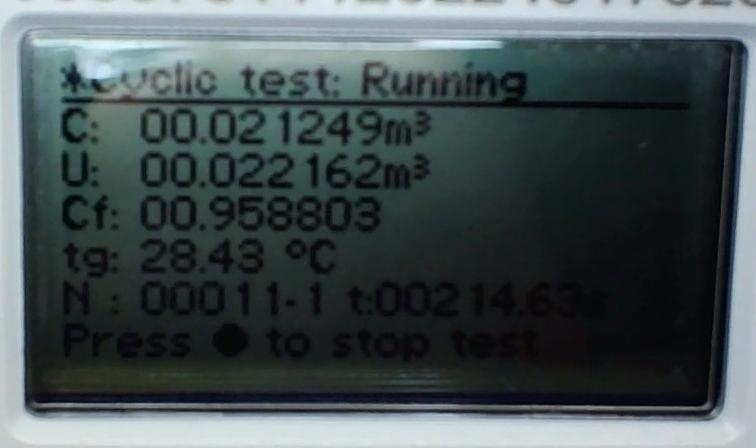 *Cyclic test: Running
C: 00.021249m³
U: 00.022162m³
Cf: 00.958803
tg: 28.43 °C
N : 00011-1 t:00214.63s
Press ● to stop test